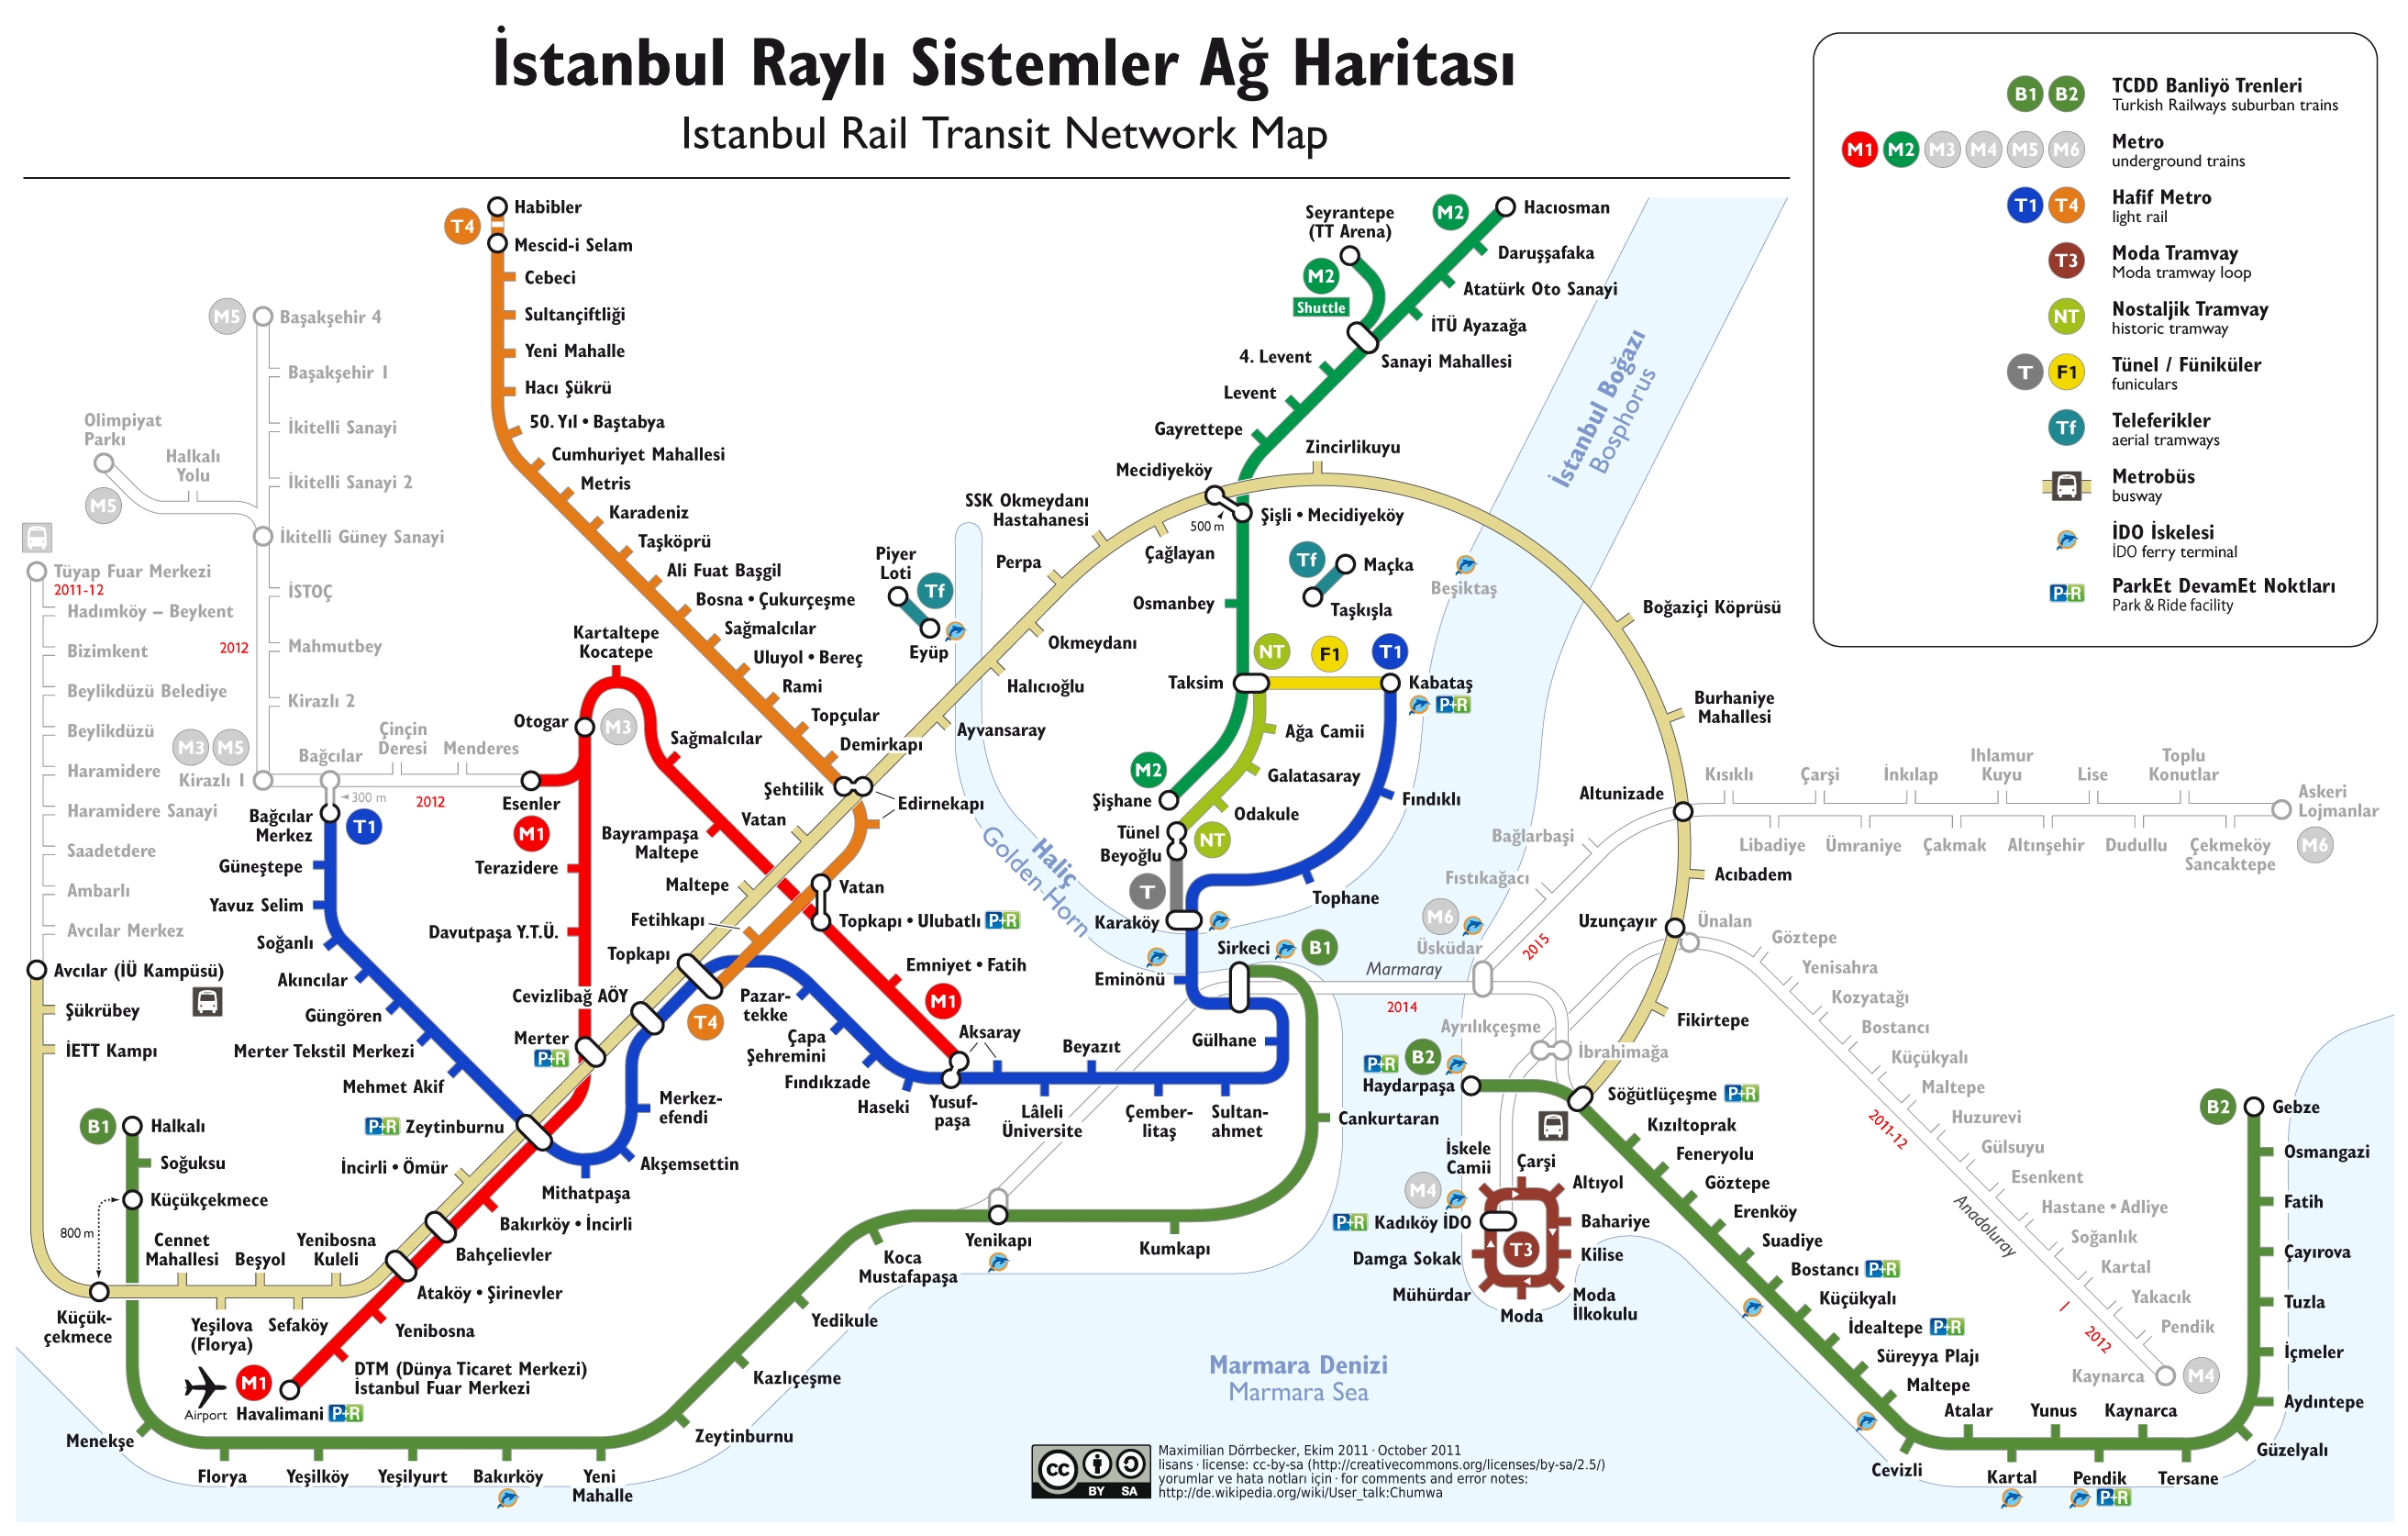 İstanbul Raylı Sistemler Ağ Haritası
Istanbul Rail Transit Network Map
B1 B2
TCDD Banliyö Trenleri
Turkish Railways suburban trains
M1 M2 M3 M4 M5 M6
Metro
underground trains
T1 T4
Hafif Metro
light rail
T3
Moda Tramvay
Moda tramway loop
NT
Nostaljik Tramvay
historic tramway
T F1
Tünel / Füniküler
funiculars
Tf
Teleferikler
aerial tramways
Metrobüs
busway
İDO İskelesi
İDO ferry terminal
P+R
ParkEt DevamEt Noktları
Park & Ride facility
T4
Habibler
Mescid-i Selam
Cebeci
Sultançiftliği
Yeni Mahalle
Hacı Şükrü
50. Yıl • Baştabya
Cumhuriyet Mahallesi
Metris
Karadeniz
Taşköprü
Ali Fuat Başgil
Bosna • Çukurçeşme
Sağmalcılar
Uluyol • Bereç
Rami
Topçular
Demirkapı
Şehtilik
Edirnekapı
Vatan
Maltepe
Fetihkapı
Topkapı
Vatan
Topkapı • Ulubatlı P+R
T4
M5
Başakşehir 4
Başakşehir 1
İkitelli Sanayi
İkitelli Sanayi 2
İkitelli Güney Sanayi
İSTOÇ
Mahmutbey
Kirazlı 2
2012
Olimpiyat
Parkı
M5
Halkalı
Yolu
M3 M5
Kirazlı 1
Bağcılar
Çinçin
Deresi
Menderes
300 m
2012
Tüyap Fuar Merkezi
2011-12
Hadımköy – Beykent
Bizimkent
Beylikdüzü Belediye
Beylikdüzü
Haramidere
Haramidere Sanayi
Saadetdere
Ambarlı
Avcılar Merkez
Avcılar (İÜ Kampüsü)
Şükrübey
İETT Kampı
Küçük-
çekmece
Cennet
Mahallesi
Yeşilova
(Florya)
Beşyol
Sefaköy
Yenibosna
Kuleli
Bağcılar
Merkez
T1
Güneştepe
Yavuz Selim
Soğanlı
Akıncılar
Güngören
Merter Tekstil Merkezi
Mehmet Akif
P+R Zeytinburnu
Mithatpaşa
Akşemsettin
Merkez-
efendi
Cevizlibağ AÖY
Merter
P+R
İncirli • Ömür
Kartaltepe
Kocatepe
Otogar
M3
Esenler
M1
Sağmalcılar
Bayrampaşa
Maltepe
Terazidere
Davutpaşa Y.T.Ü.
Emniyet • Fatih
M1
Aksaray
Bakırköy • İncirli
Bahçelievler
Ataköy • Şirinevler
Yenibosna
DTM (Dünya Ticaret Merkezi)
İstanbul Fuar Merkezi
M1
Airport
Havalimani P+R
Pazar-
tekke
Çapa
Şehremini
Fındıkzade
Haseki
Yusuf-
paşa
Lâleli
Üniversite
Beyazıt
Çember-
litaş
Sultan-
ahmet
Gülhane
Sirkeci
B1
Eminönü
Karaköy
Tophane
Fındıklı
Kabataş
P+R
T1
F1
NT
Taksim
Ağa Camii
Galatasaray
Odakule
NT
Tünel
Beyoğlu
T
M2
Şişhane
Osmanbey
Şişli • Mecidiyeköy
500 m
Mecidiyeköy
Gayrettepe
Levent
4. Levent
Sanayi Mahallesi
İTÜ Ayazağa
Atatürk Oto Sanayi
Daruşşafaka
Hacıosman
M2
Seyrantepe
(TT Arena)
M2
Shuttle
Piyer
Loti
Tf
Eyüp
Tf
Maçka
Taşkışla
Beşiktaş
Ayvansaray
Halıcıoğlu
Okmeydanı
Perpa
SSK Okmeydanı
Hastahanesi
Çağlayan
Zincirlikuyu
Boğaziçi Köprüsü
Burhaniye
Mahallesi
Altunizade
Acıbadem
Uzunçayır
Fikirtepe
Söğütlüçeşme P+R
İstanbul Boğazı
Bosphorus
Haliç
Golden-Horn
Marmara Denizi
Marmara Sea
Kısıklı
Libadiye
Çarşi
Ümraniye
İnkılap
Çakmak
Ihlamur
Kuyu
Altınşehir
Lise
Dudullu
Toplu
Konutlar
Çekmeköy
Sancaktepe
Askeri
Lojmanlar
M6
Bağlarbaşi
Fıstıkağacı
M6
Üsküdar
2015
Marmaray
2014
Ayrılıkçeşme
İbrahimağa
Ünalan
Göztepe
Yenisahra
Kozyatağı
Bostancı
Küçükyalı
Maltepe
Huzurevi
Gülsuyu
Esenkent
Hastane • Adliye
Soğanlık
Kartal
Yakacık
Pendik
Kaynarca
M4
2011-12
Anadoluray
2012
P+R B2
Haydarpaşa
Kızıltoprak
Feneryolu
Göztepe
Erenköy
Suadiye
Bostancı P+R
Küçükyalı
İdealtepe P+R
Süreyya Plajı
Maltepe
Cevizli
Atalar
Kartal
Yunus
Pendik
P+R
Kaynarca
Tersane
Güzelyalı
Aydıntepe
İçmeler
Tuzla
Çayırova
Fatih
Osmangazi
Gebze
B2
İskele
Camii
Çarşi
Altıyol
M4
P+R Kadıköy İDO
Bahariye
Damga Sokak
T3
Kilise
Mühürdar
Moda
Moda
İlkokulu
B1
Halkalı
Soğuksu
Küçükçekmece
800 m
Menekşe
Florya
Yeşilköy
Yeşilyurt
Bakırköy
Yeni
Mahalle
Zeytinburnu
Kazlıçeşme
Yedikule
Koca
Mustafapaşa
Yenikapı
Kumkapı
Cankurtaran
cc BY SA
Maximilian Dörrbecker, Ekim 2011 · October 2011
lisans · license: cc-by-sa (http://creativecommons.org/licenses/by-sa/2.5/)
yorumlar ve hata notları için · for comments and error notes:
http://de.wikipedia.org/wiki/User_talk:Chumwa